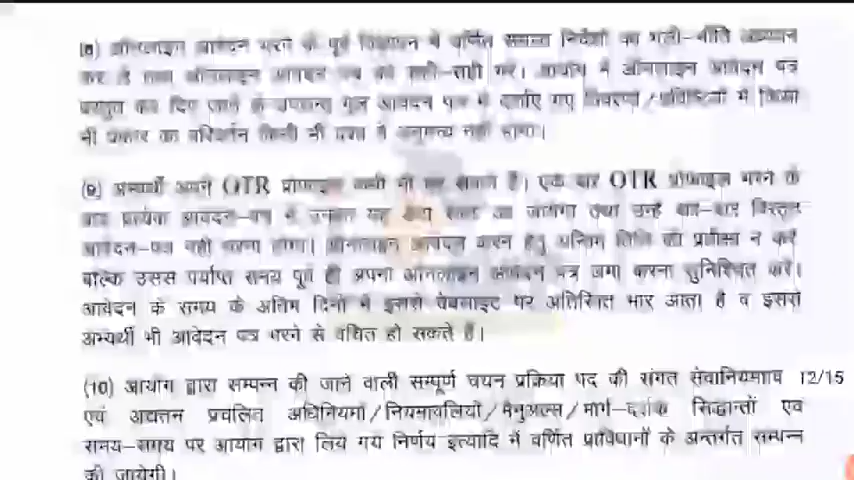 (8) ऑनलाइन आवेदन भरने के पूर्व विज्ञापन में वर्णित समस्त निर्देशों का भली-भाँति अध्ययन
कर लें तथा ऑनलाइन आवेदन पत्र को सही-सही भरें। आयोग में ऑनलाइन आवेदन पत्र
प्रस्तुत कर दिए जाने के उपरान्त मूल आवेदन पत्र में दर्शाए गए विवरणों/प्रविष्टियों में किसी
भी प्रकार का परिवर्तन किसी भी दशा में अनुमन्य नहीं होगा।
(9) अभ्यर्थी अपने OTR प्रोफाइल कभी भी भर सकते हैं। एक बार OTR प्रोफाइल भरने के
बाद प्रत्येक आवेदन-पत्र में उनका यह डेटा स्वतः आ जायेगा तथा उन्हें बार-बार विस्तृत
आवेदन-पत्र नहीं भरना होगा। ऑनलाइन आवेदन करने हेतु अन्तिम तिथि की प्रतीक्षा न करें
बल्कि उससे पर्याप्त समय पूर्व ही अपना ऑनलाइन आवेदन पत्र जमा करना सुनिश्चित करें।
आवेदन के समय के अंतिम दिनों में इससे वेबसाइट पर अतिरिक्त भार आता है व इससे
अभ्यर्थी भी आवेदन पत्र भरने से वंचित हो सकते हैं।
(10) आयोग द्वारा सम्पन्न की जाने वाली सम्पूर्ण चयन प्रक्रिया पद की संगत सेवानियमावि 12/15
एवं अद्यतन प्रचलित अधिनियमों/नियमावलियों/मैनुअल्स/मार्ग-दर्शक सिद्धान्तों एवं
समय-समय पर आयोग द्वारा लिये गये निर्णय इत्यादि में वर्णित प्राविधानों के अन्तर्गत सम्पन्न
की जायेगी।